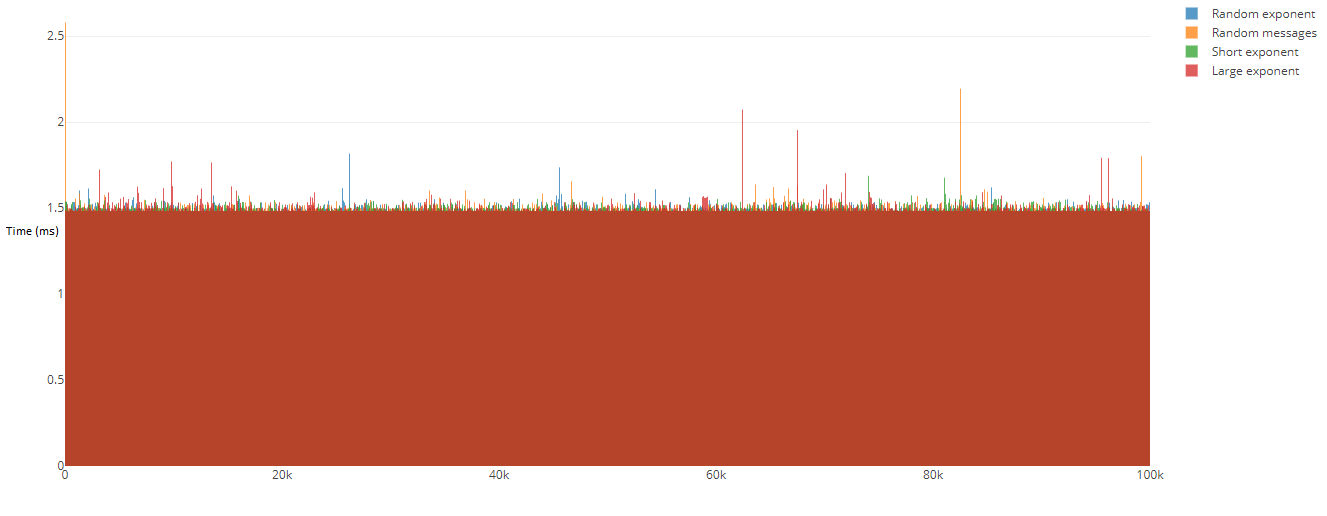 Random exponent
Random messages
Short exponent
Large exponent
2.5
2
1.5
Time (ms)
1
0.5
0
0 20k 40k 60k 80k 100k